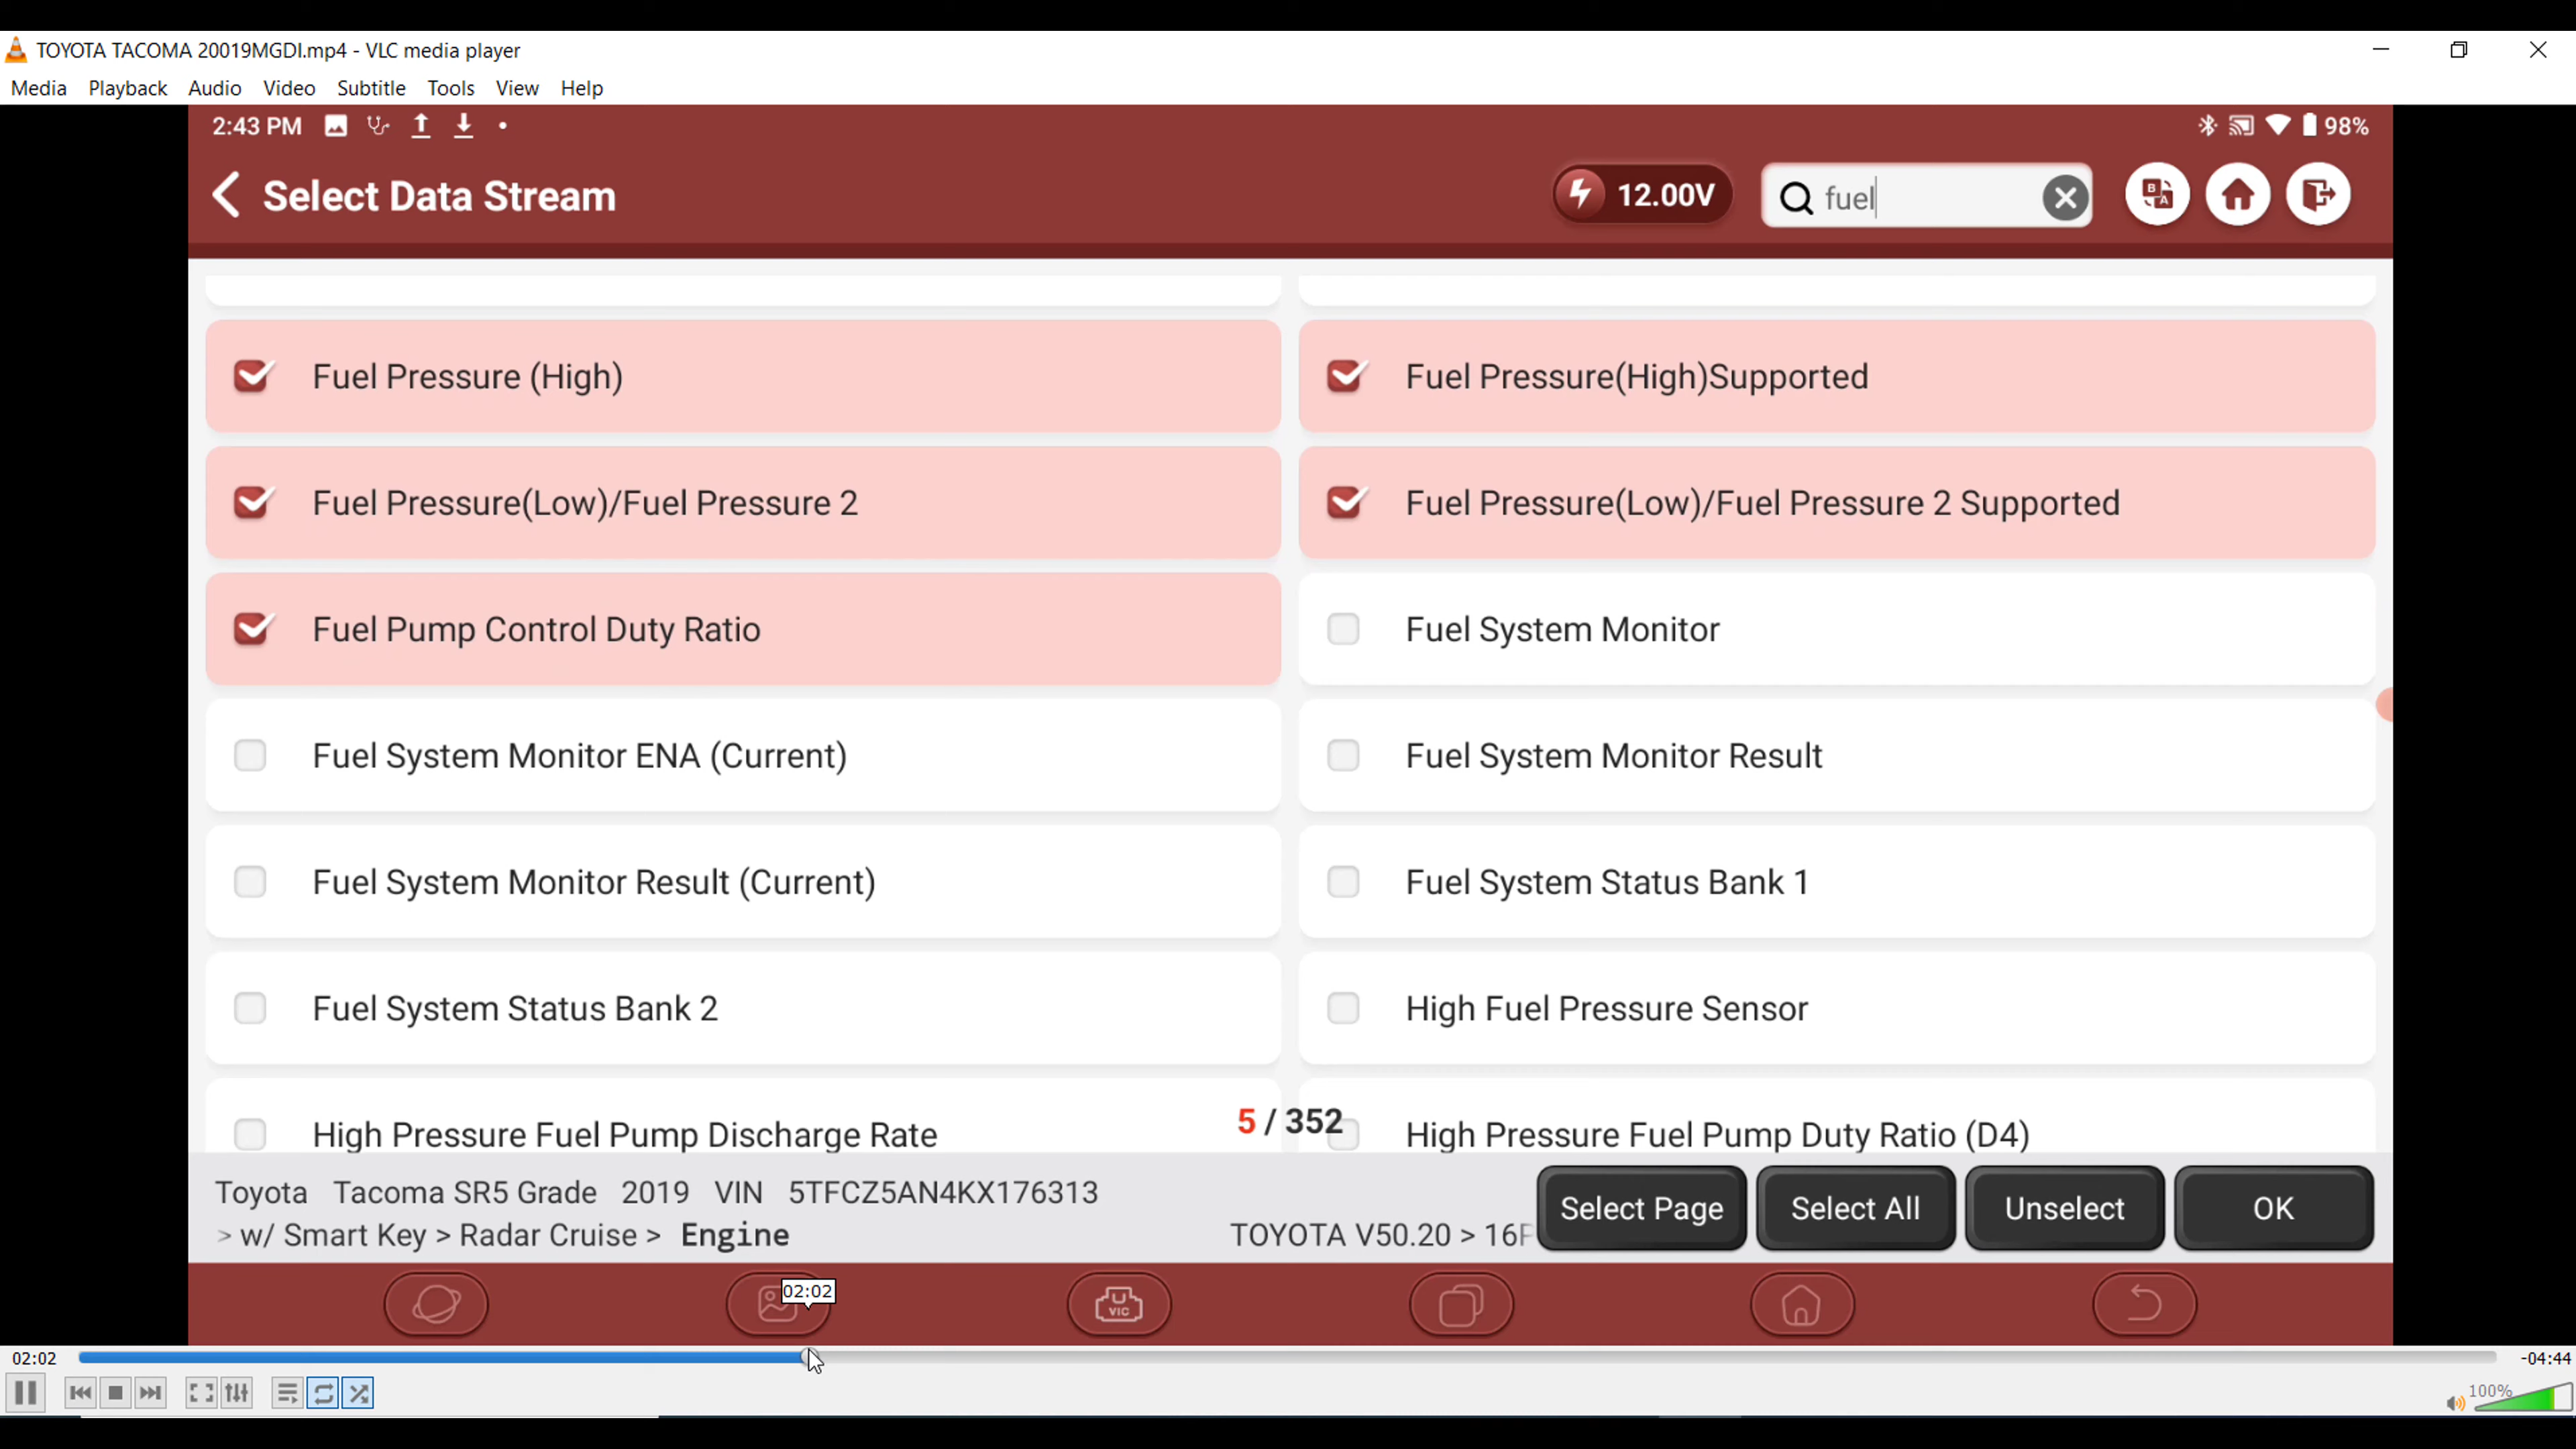 TOYOTA TACOMA 20019MGDI.mp4 - VLC media player
Media Playback Audio Video Subtitle Tools View Help
2:43 PM 98%
Select Data Stream 12.00V fuel B A
Fuel Pressure (High) Fuel Pressure(High)Supported
Fuel Pressure(Low)/Fuel Pressure 2 Fuel Pressure(Low)/Fuel Pressure 2 Supported
Fuel Pump Control Duty Ratio Fuel System Monitor
Fuel System Monitor ENA (Current) Fuel System Monitor Result
Fuel System Monitor Result (Current) Fuel System Status Bank 1
Fuel System Status Bank 2 High Fuel Pressure Sensor
High Pressure Fuel Pump Discharge Rate 5 / 352 High Pressure Fuel Pump Duty Ratio (D4)
Toyota Tacoma SR5 Grade 2019 VIN 5TFCZ5AN4KX176313
> w/ Smart Key > Radar Cruise > Engine TOYOTA V50.20 > 16P
Select Page Select All Unselect OK
02:02
VIC
02:02 -04:44
100%